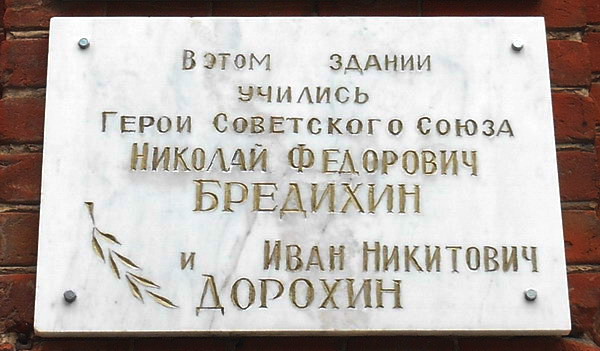 В этом здании
учились
Герои Советского Союза
Николай Федорович
Бредихин
и Иван Никитович
Дорохин